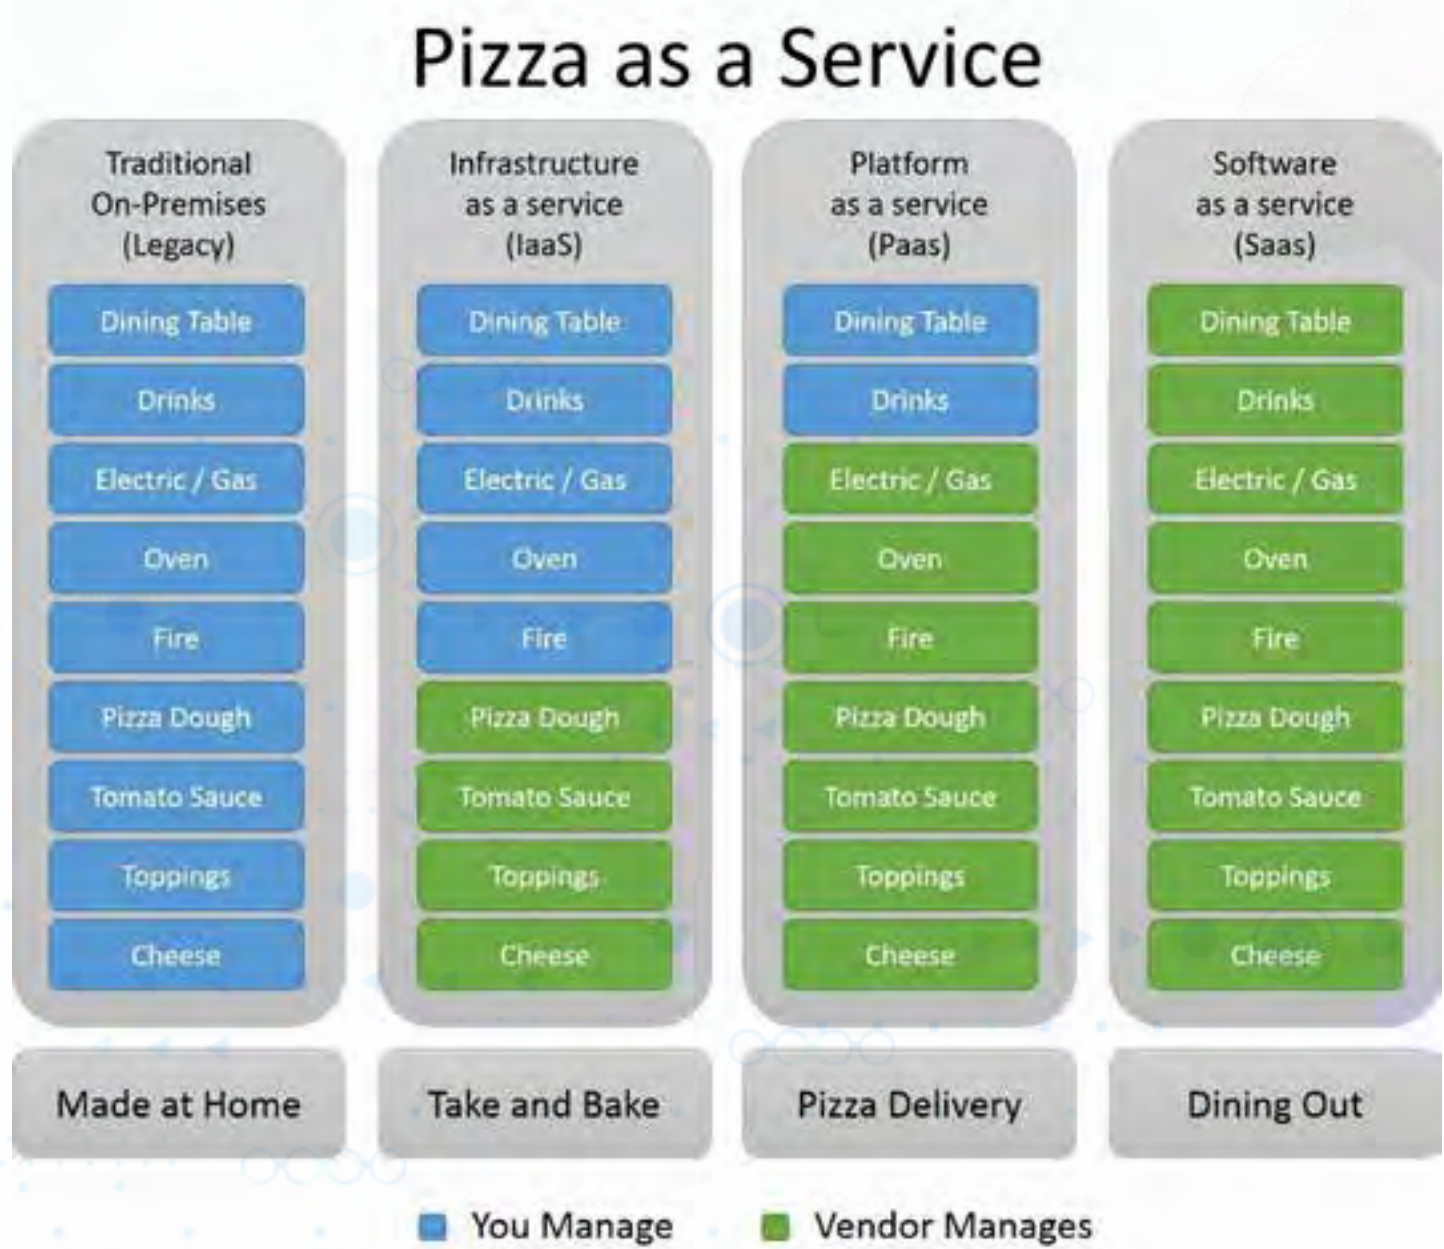 Pizza as a Service
Traditional
On-Premises
(Legacy)
Dining Table
Drinks
Electric / Gas
Oven
Fire
Pizza Dough
Tomato Sauce
Toppings
Cheese
Made at Home
Infrastructure
as a service
(IaaS)
Dining Table
Drinks
Electric / Gas
Oven
Fire
Pizza Dough
Tomato Sauce
Toppings
Cheese
Take and Bake
Platform
as a service
(Paas)
Dining Table
Drinks
Electric / Gas
Oven
Fire
Pizza Dough
Tomato Sauce
Toppings
Cheese
Pizza Delivery
Software
as a service
(Saas)
Dining Table
Drinks
Electric / Gas
Oven
Fire
Pizza Dough
Tomato Sauce
Toppings
Cheese
Dining Out
You Manage
Vendor Manages